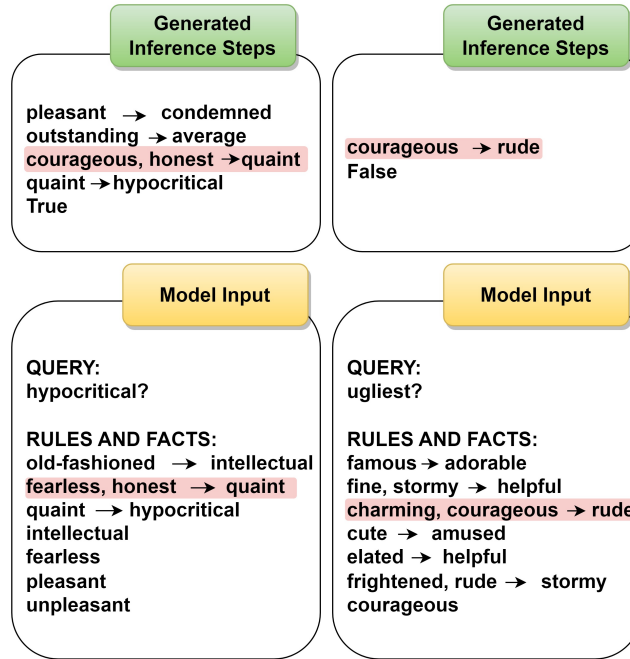 Generated
Inference Steps
pleasant → condemned
outstanding → average
courageous, honest → quaint
quaint → hypocritical
True
Generated
Inference Steps
courageous → rude
False
Model Input
QUERY:
hypocritical?
RULES AND FACTS:
old-fashioned → intellectual
fearless, honest → quaint
quaint → hypocritical
intellectual
fearless
pleasant
unpleasant
Model Input
QUERY:
ugliest?
RULES AND FACTS:
famous → adorable
fine, stormy → helpful
charming, courageous → rude
cute → amused
elated → helpful
frightened, rude → stormy
courageous